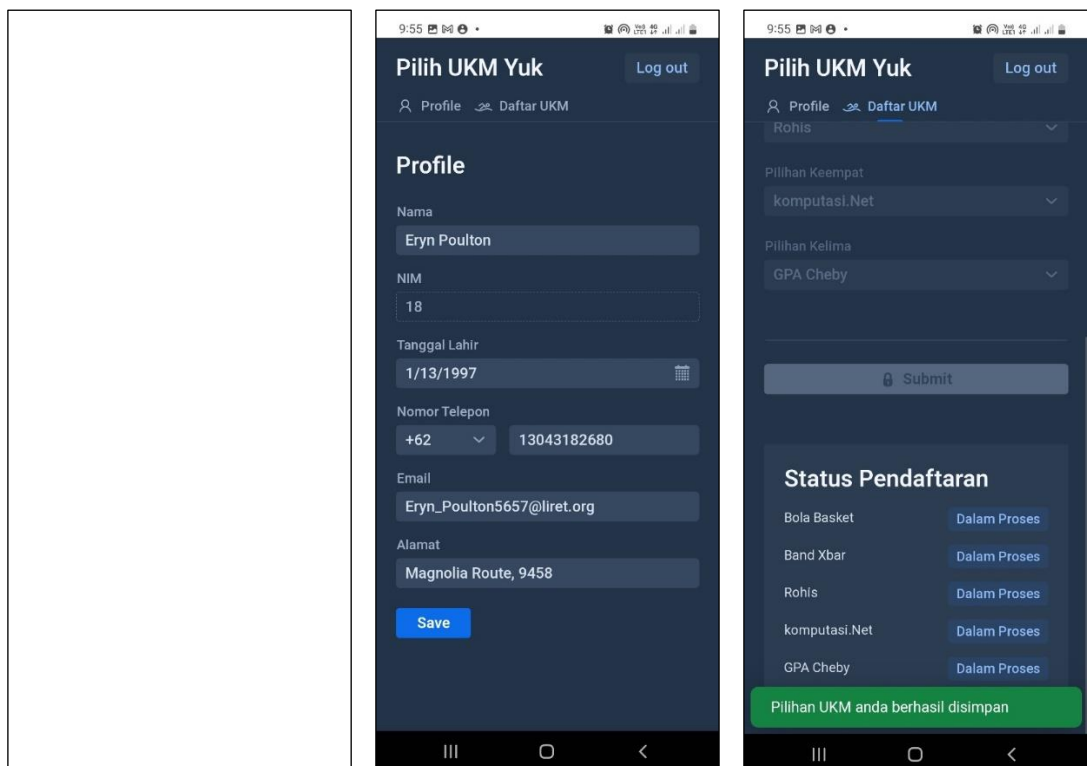 9:55
Pilih UKM Yuk
Log out
Profile
Daftar UKM
Profile
Nama
Eryn Poulton
NIM
18
Tanggal Lahir
1/13/1997
Nomor Telepon
+62
13043182680
Email
Eryn_Poulton5657@liret.org
Alamat
Magnolia Route, 9458
Save
9:55
Pilih UKM Yuk
Log out
Profile
Daftar UKM
Rohis
Pilihan Keempat
komputasi.Net
Pilihan Kelima
GPA Cheby
Submit
Status Pendaftaran
Bola Basket
Dalam Proses
Band Xbar
Dalam Proses
Rohis
Dalam Proses
komputasi.Net
Dalam Proses
GPA Cheby
Dalam Proses
Pilihan UKM anda berhasil disimpan